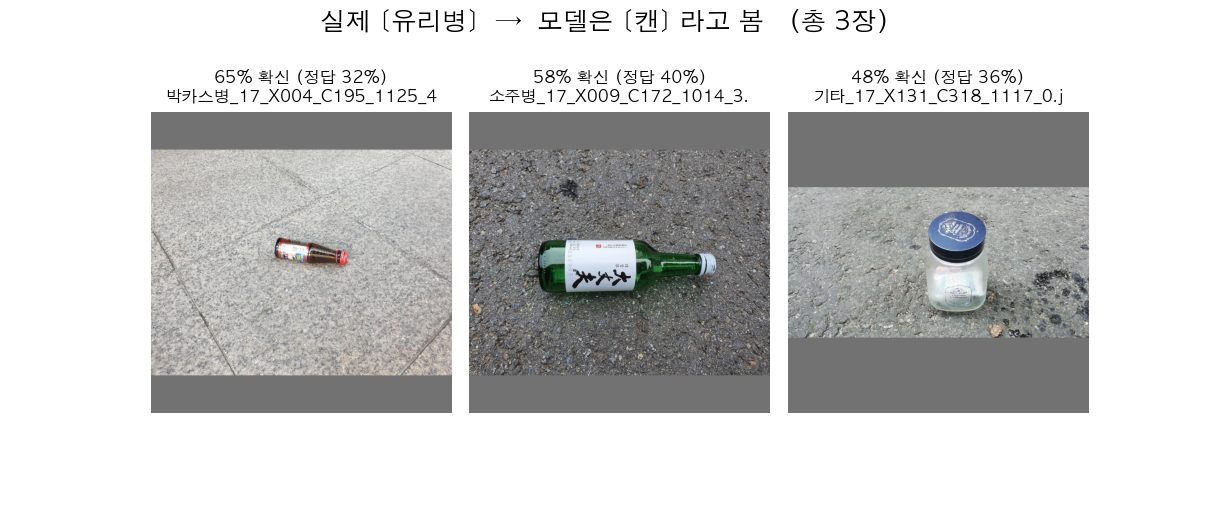 실제 [유리병] → 모델은 [캔] 라고 봄 (총 3장)
65% 확신 (정답 32%)
박카스병_17_X004_C195_1125_4
58% 확신 (정답 40%)
소주병_17_X009_C172_1014_3.
48% 확신 (정답 36%)
기타_17_X131_C318_1117_0.j